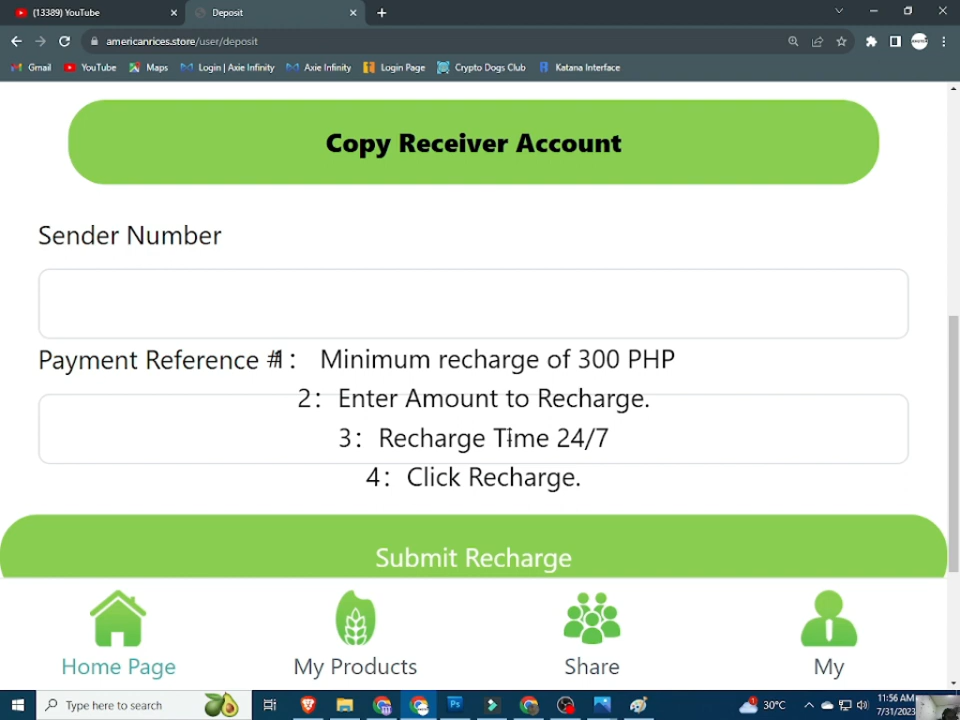 (13389) YouTube
Deposit
americanrices.store/user/deposit
Gmail
YouTube
Maps
Login | Axie Infinity
Axie Infinity
Login Page
Crypto Dogs Club
Katana Interface
Copy Receiver Account
Sender Number
Payment Reference #
1: Minimum recharge of 300 PHP
2: Enter Amount to Recharge.
3: Recharge Time 24/7
4: Click Recharge.
Submit Recharge
Home Page
My Products
Share
My
Type here to search
30°C
11:56 AM
7/31/2023